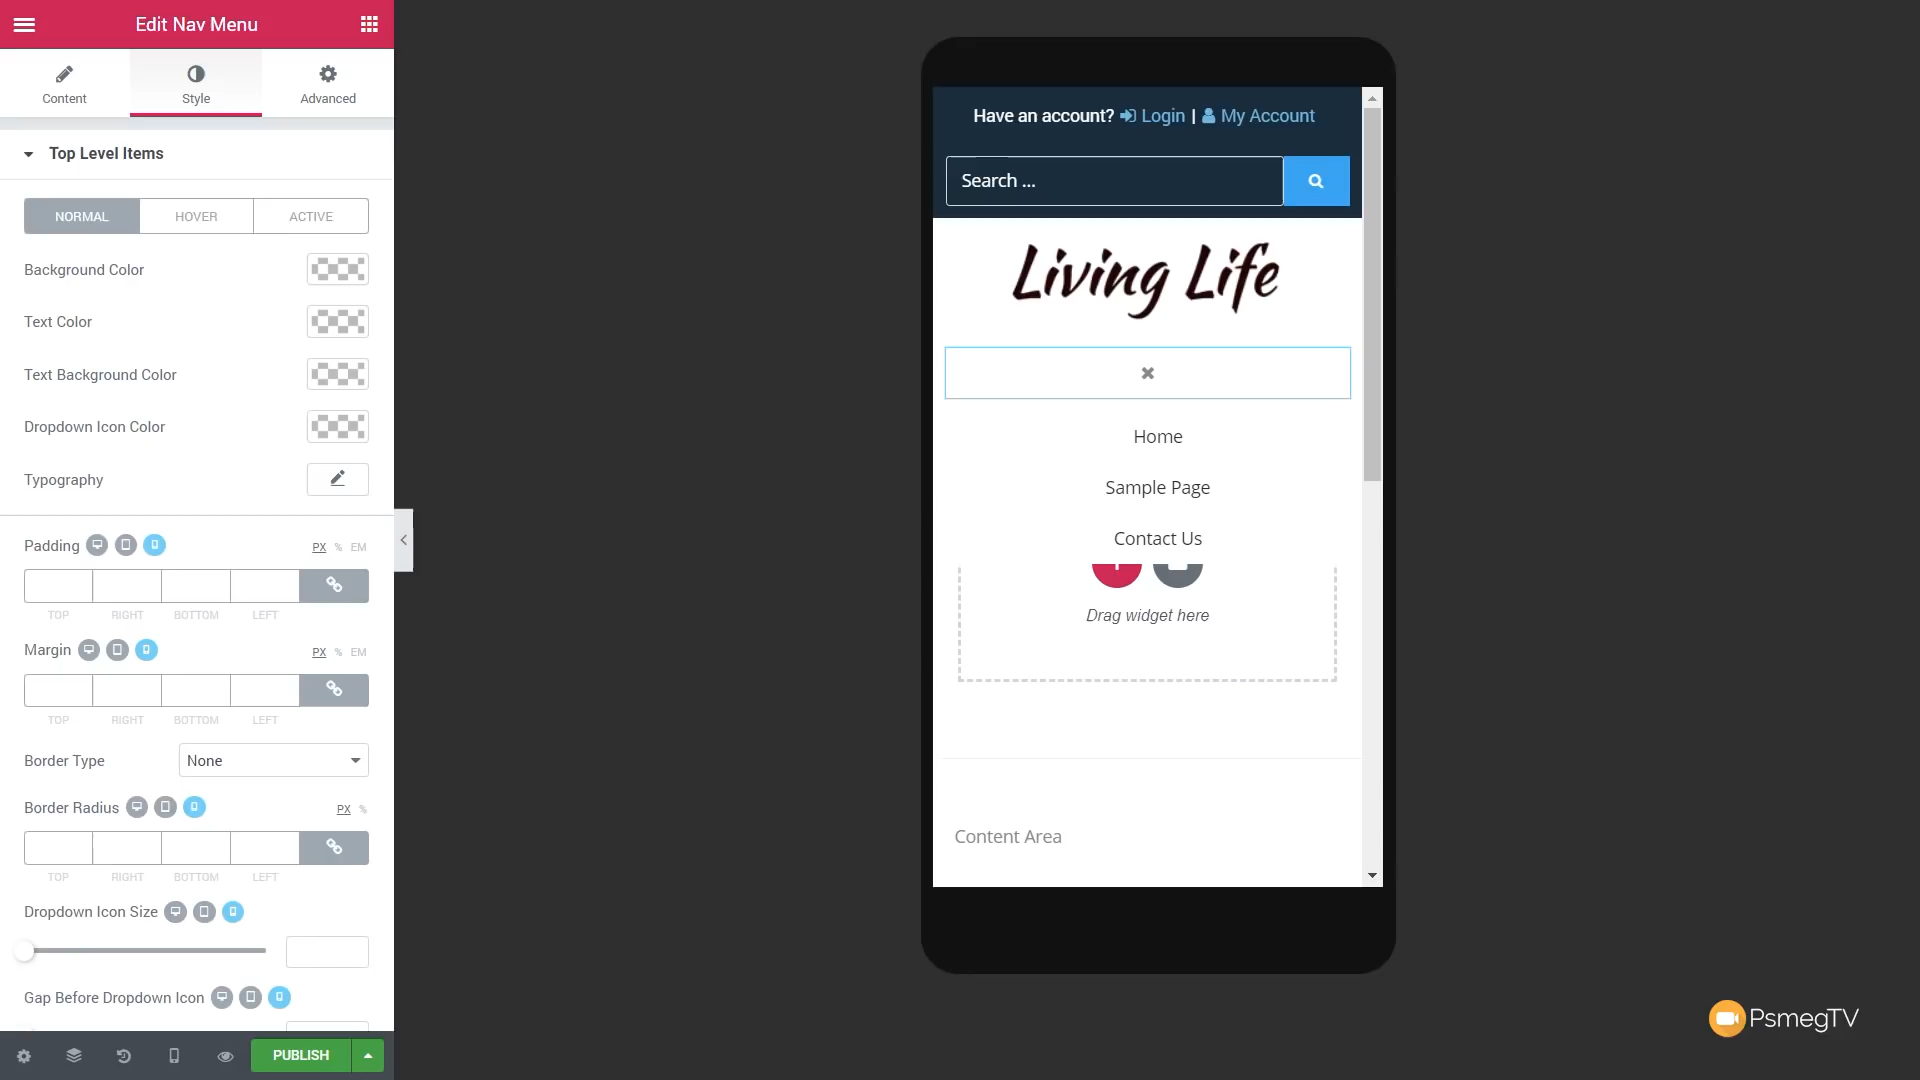 Edit Nav Menu
Content
Style
Advanced
Top Level Items
NORMAL
HOVER
ACTIVE
Background Color
Text Color
Text Background Color
Dropdown Icon Color
Typography
Padding
PX % EM
TOP RIGHT BOTTOM LEFT
Margin
PX % EM
TOP RIGHT BOTTOM LEFT
Border Type
None
Border Radius
PX %
TOP RIGHT BOTTOM LEFT
Dropdown Icon Size
Gap Before Dropdown Icon
PUBLISH
Have an account? Login | My Account
Search ...
Living Life
Home
Sample Page
Contact Us
Drag widget here
Content Area
PsmegTV